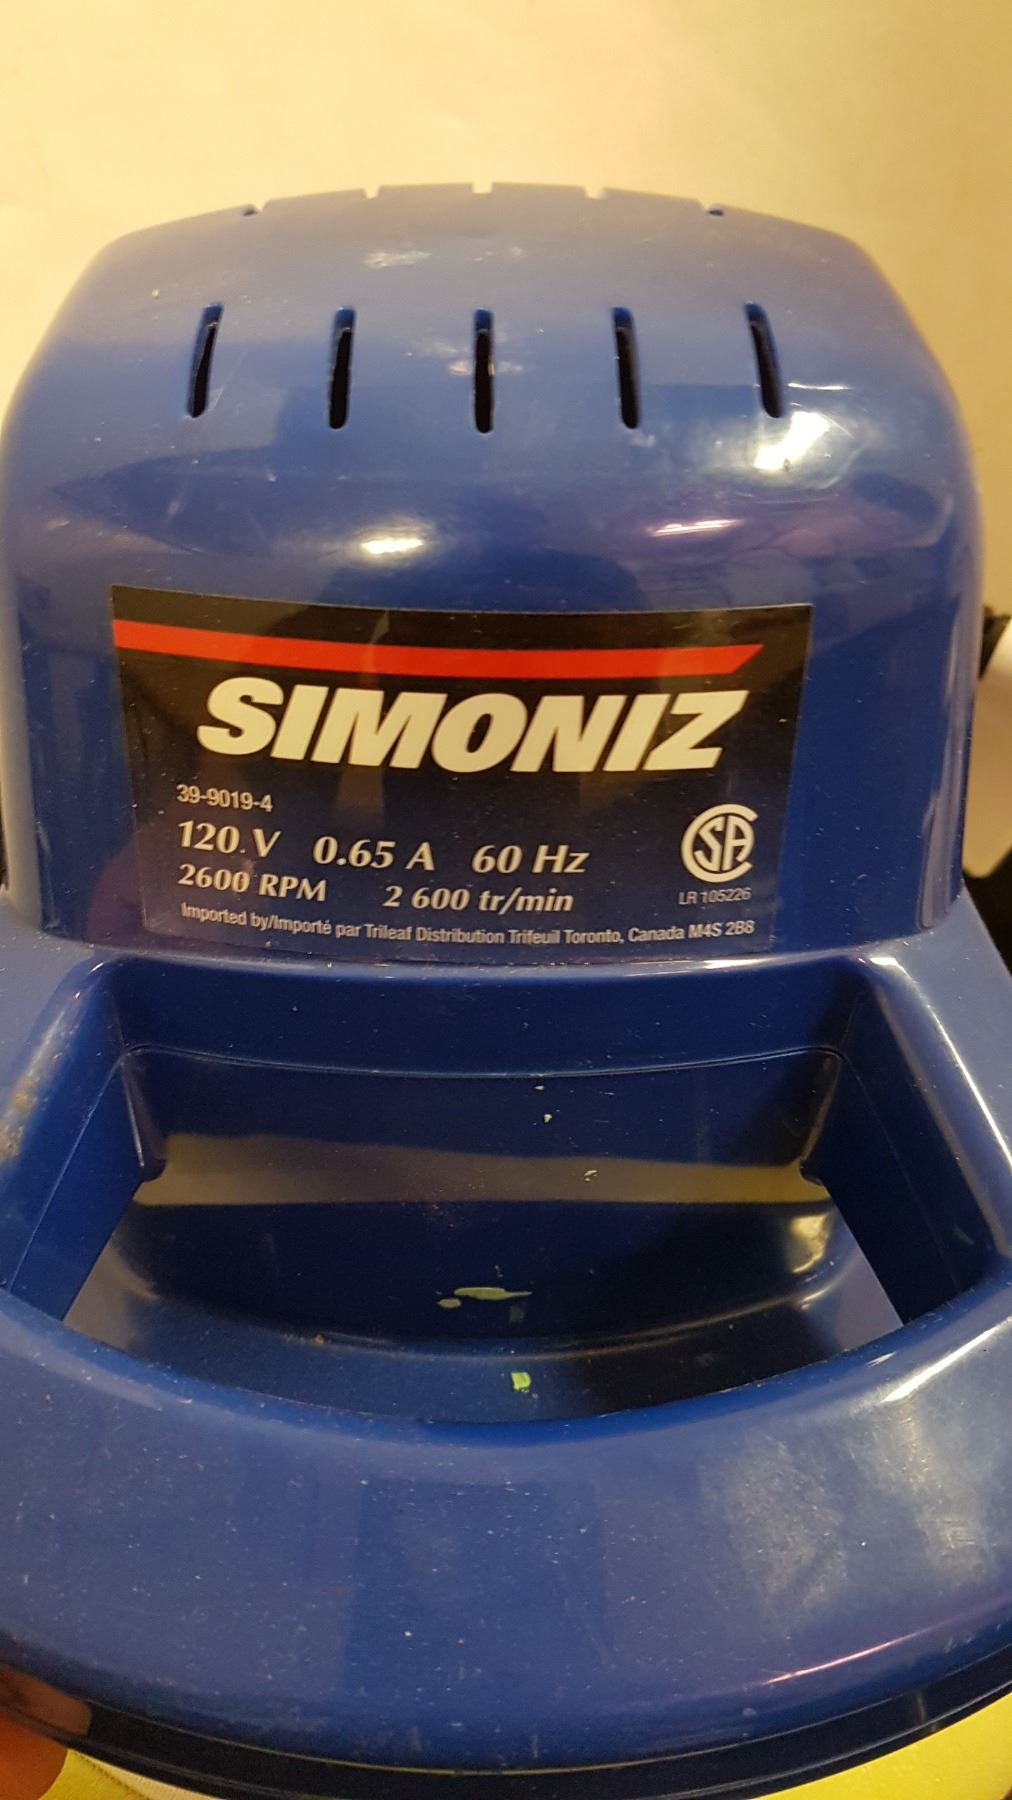 SIMONIZ
39-9019-4
120 V 0.65 A 60 Hz
2600 RPM 2 600 tr/min
CSA
LR 105226
Imported by/Importé par Trileaf Distribution Trifeuil Toronto, Canada M4S 2B8